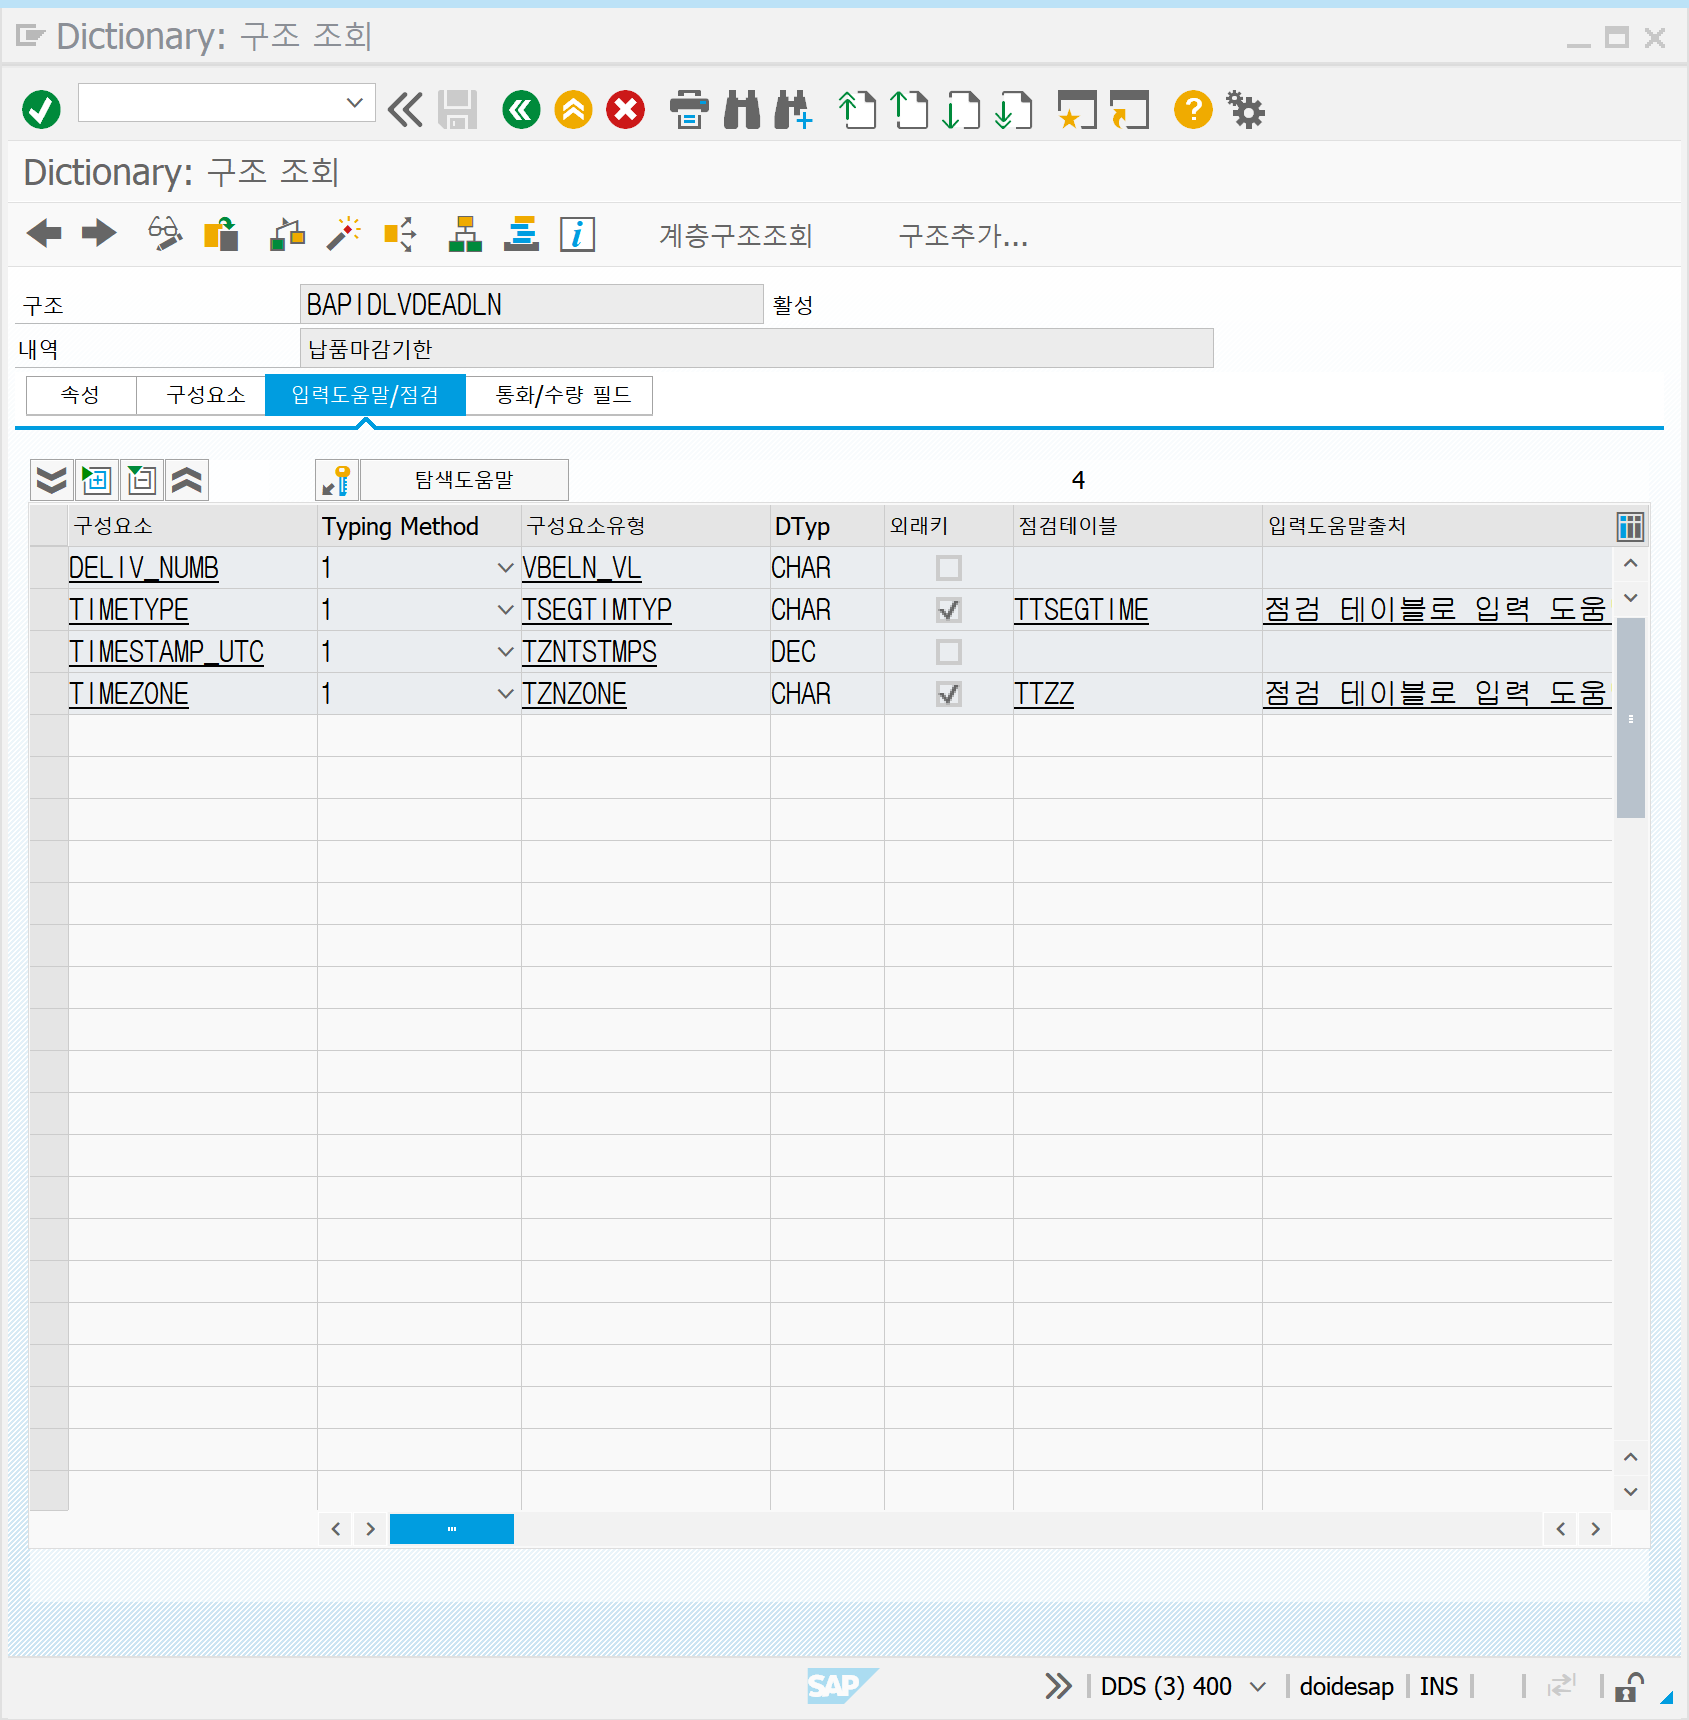 Dictionary: 구조 조회
Dictionary: 구조 조회
계층구조조회 구조추가...
구조 BAPIDLVDEADLN 활성
내역 납품마감기한
속성 구성요소 입력도움말/점검 통화/수량 필드
탐색도움말 4
구성요소 Typing Method 구성요소유형 DTyp 외래키 점검테이블 입력도움말출처
DELIV_NUMB 1 VBELN_VL CHAR
TIMETYPE 1 TSEGTIMTYP CHAR TTSEGTIME 점검 테이블로 입력 도움
TIMESTAMP_UTC 1 TZNTSTMPS DEC
TIMEZONE 1 TZNZONE CHAR TTZZ 점검 테이블로 입력 도움
SAP DDS (3) 400 doidesap INS